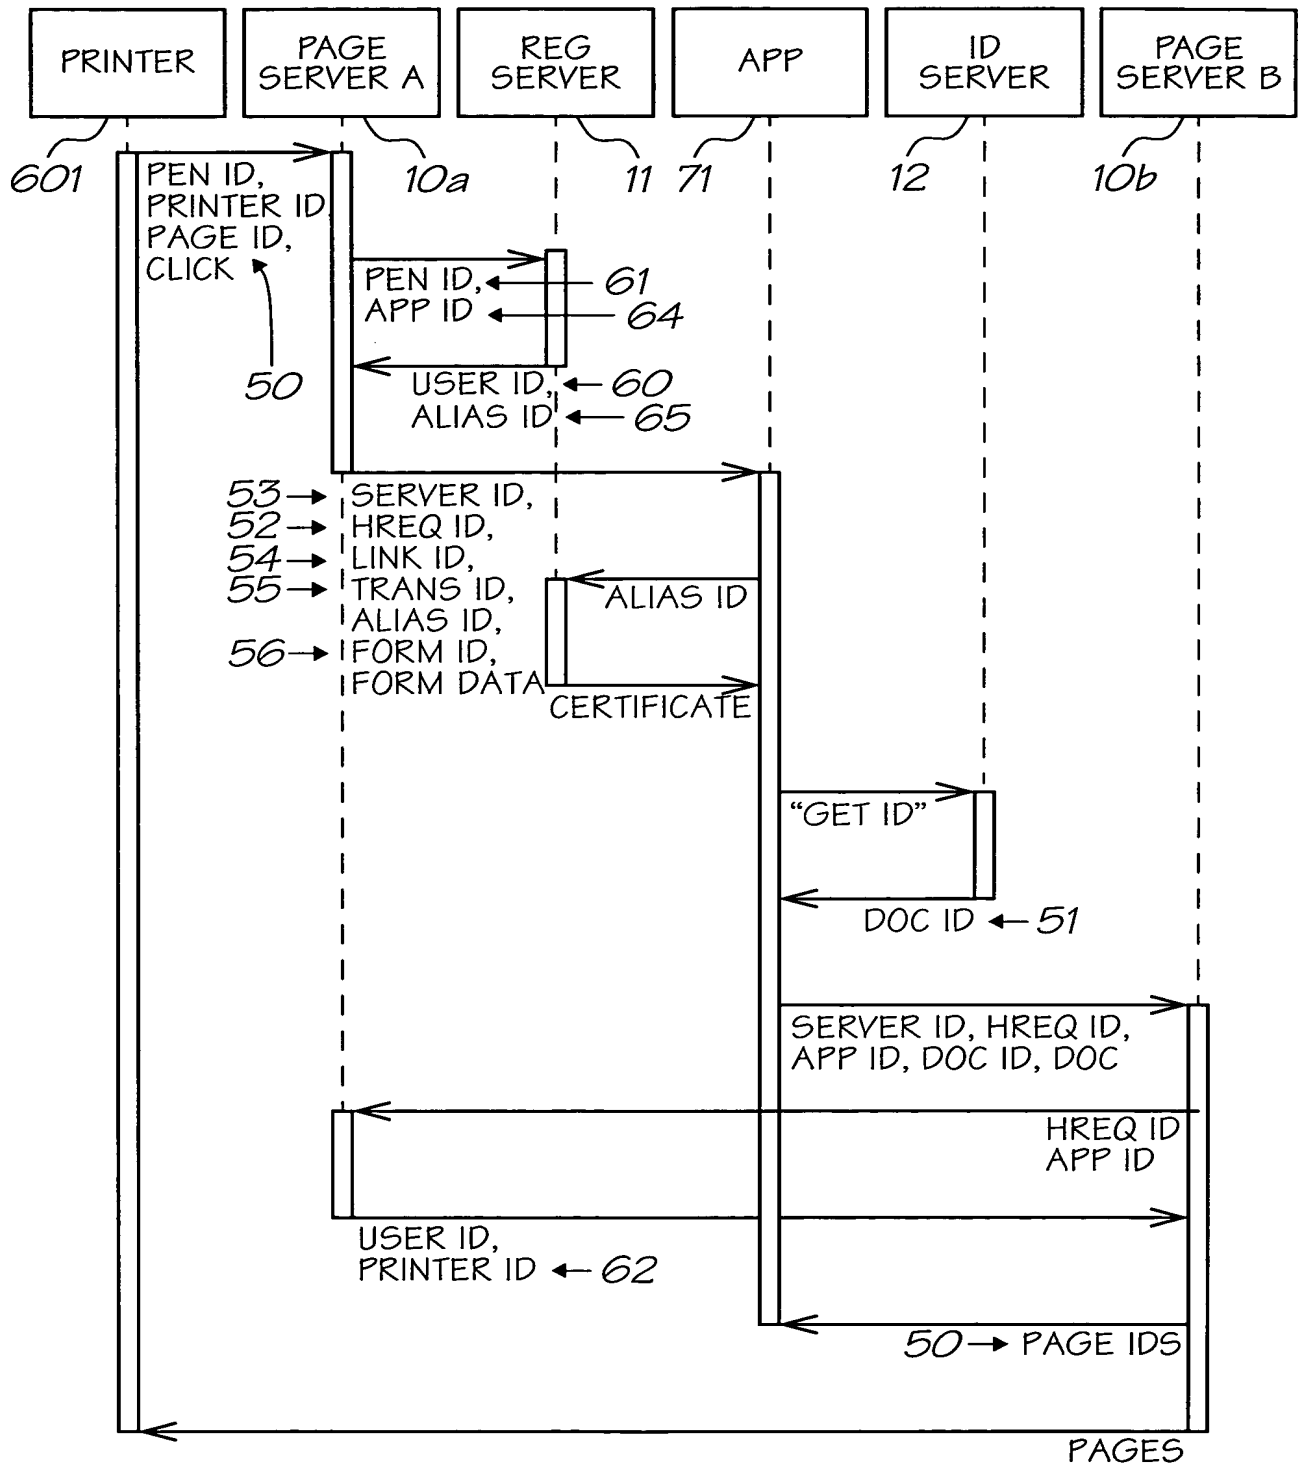 PRINTER
PAGE
SERVER A
REG
SERVER
APP
ID
SERVER
PAGE
SERVER B
601
10a
11
71
12
10b
PEN ID,
PRINTER ID
PAGE ID,
CLICK
50
PEN ID,
61
APP ID
64
USER ID,
60
ALIAS ID
65
53
SERVER ID,
52
HREQ ID,
54
LINK ID,
55
TRANS ID,
ALIAS ID,
56
FORM ID,
FORM DATA
ALIAS ID
CERTIFICATE
“GET ID”
DOC ID
51
SERVER ID, HREQ ID,
APP ID, DOC ID, DOC
HREQ ID
APP ID
USER ID,
PRINTER ID
62
50
PAGE IDS
PAGES